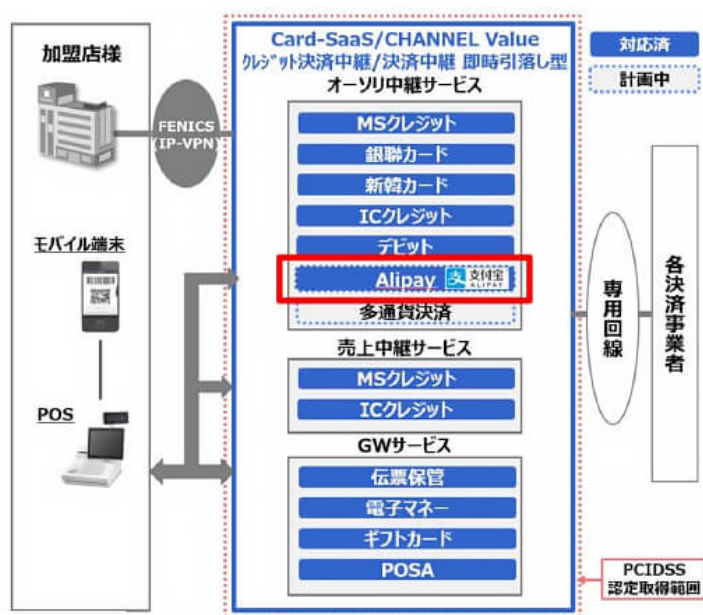 加盟店様
FENICS
(IP-VPN)
モバイル端末
POS
Card-SaaS/CHANNEL Value
クレジット決済中継/決済中継 即時引落し型
オーソリ中継サービス
MSクレジット
銀聯カード
新韓カード
ICクレジット
デビット
Alipay 支 支付宝
ALIPAY
多通貨決済
売上中継サービス
MSクレジット
ICクレジット
GWサービス
伝票保管
電子マネー
ギフトカード
POSA
対応済
計画中
専用回線
各決済事業者
PCIDSS
認定取得範囲